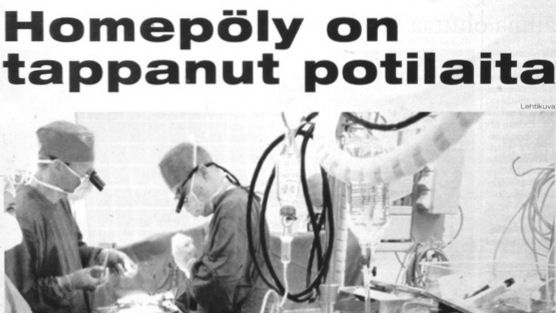 Homepöly on
tappanut potilaita
Lehtikuva